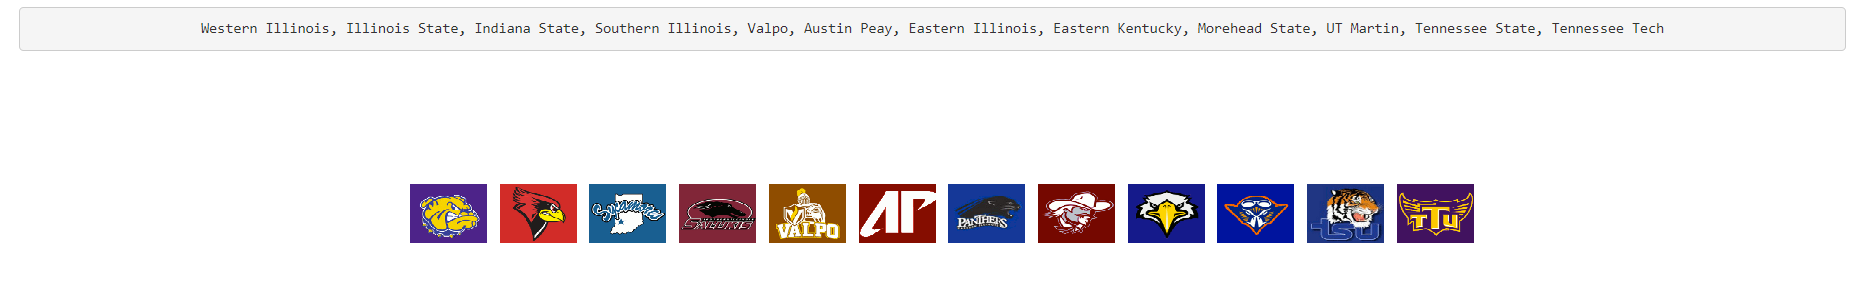 Western Illinois, Illinois State, Indiana State, Southern Illinois, Valpo, Austin Peay, Eastern Illinois, Eastern Kentucky, Morehead State, UT Martin, Tennessee State, Tennessee Tech
Sycamores SALUKIS VALPO AP PANTHERS tsu TTU